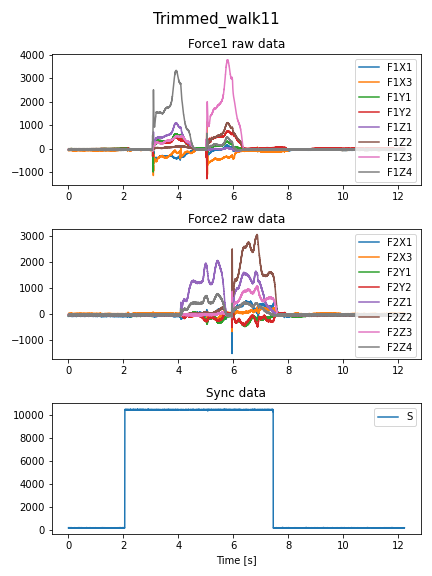 Trimmed_walk11
Force1 raw data
4000
3000
2000
1000
0
−1000
0 2 4 6 8 10 12
F1X1
F1X3
F1Y1
F1Y2
F1Z1
F1Z2
F1Z3
F1Z4
Force2 raw data
3000
2000
1000
0
−1000
0 2 4 6 8 10 12
F2X1
F2X3
F2Y1
F2Y2
F2Z1
F2Z2
F2Z3
F2Z4
Sync data
10000
8000
6000
4000
2000
0
0 2 4 6 8 10 12
S
Time [s]